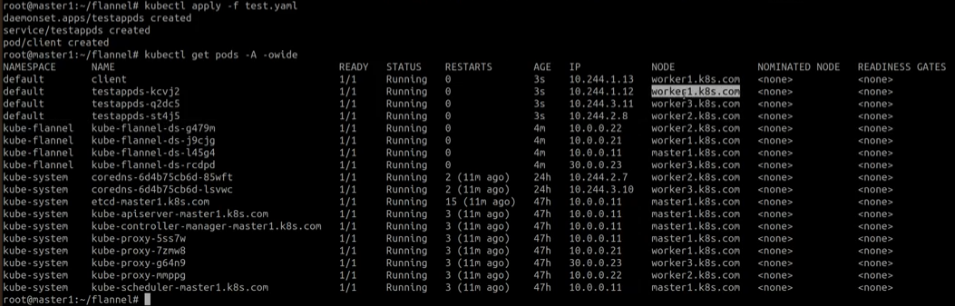 root@master1:~/flannel# kubectl apply -f test.yaml
daemonset.apps/testappds created
service/testappds created
pod/client created
root@master1:~/flannel# kubectl get pods -A -owide
NAMESPACE NAME READY STATUS RESTARTS AGE IP NODE NOMINATED NODE READINESS GATES
default client 1/1 Running 0 3s 10.244.1.13 worker1.k8s.com <none> <none>
default testappds-kcvj2 1/1 Running 0 3s 10.244.1.12 worker1.k8s.com <none> <none>
default testappds-q2dc5 1/1 Running 0 3s 10.244.3.11 worker3.k8s.com <none> <none>
default testappds-st4j5 1/1 Running 0 3s 10.244.2.8 worker2.k8s.com <none> <none>
kube-flannel kube-flannel-ds-g479m 1/1 Running 0 4m 10.0.0.22 worker2.k8s.com <none> <none>
kube-flannel kube-flannel-ds-j9cjg 1/1 Running 0 4m 10.0.0.21 worker1.k8s.com <none> <none>
kube-flannel kube-flannel-ds-l45g4 1/1 Running 0 4m 10.0.0.11 master1.k8s.com <none> <none>
kube-flannel kube-flannel-ds-rcdpd 1/1 Running 0 4m 30.0.0.23 worker3.k8s.com <none> <none>
kube-system coredns-6d4b75cb6d-85wft 1/1 Running 2 (11m ago) 24h 10.244.2.7 worker2.k8s.com <none> <none>
kube-system coredns-6d4b75cb6d-lsvwc 1/1 Running 2 (11m ago) 24h 10.244.3.10 worker3.k8s.com <none> <none>
kube-system etcd-master1.k8s.com 1/1 Running 15 (11m ago) 47h 10.0.0.11 master1.k8s.com <none> <none>
kube-system kube-apiserver-master1.k8s.com 1/1 Running 3 (11m ago) 47h 10.0.0.11 master1.k8s.com <none> <none>
kube-system kube-controller-manager-master1.k8s.com 1/1 Running 3 (11m ago) 47h 10.0.0.11 master1.k8s.com <none> <none>
kube-system kube-proxy-5ss7w 1/1 Running 3 (11m ago) 47h 10.0.0.11 master1.k8s.com <none> <none>
kube-system kube-proxy-7zmw8 1/1 Running 3 (11m ago) 47h 10.0.0.21 worker1.k8s.com <none> <none>
kube-system kube-proxy-g64n9 1/1 Running 3 (11m ago) 47h 30.0.0.23 worker3.k8s.com <none> <none>
kube-system kube-proxy-mmppg 1/1 Running 3 (11m ago) 47h 10.0.0.22 worker2.k8s.com <none> <none>
kube-system kube-scheduler-master1.k8s.com 1/1 Running 3 (11m ago) 47h 10.0.0.11 master1.k8s.com <none> <none>
root@master1:~/flannel#